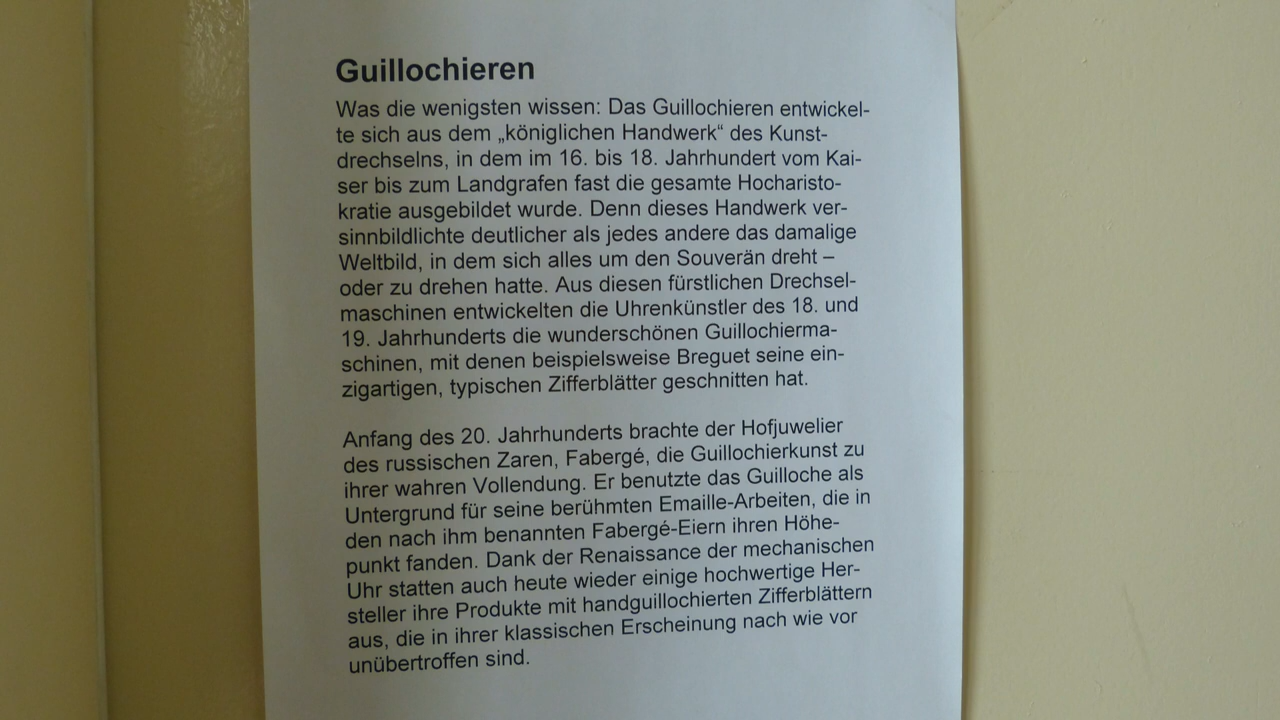 Guillochieren
Was die wenigsten wissen: Das Guillochieren entwickel-
te sich aus dem „königlichen Handwerk“ des Kunst-
drechselns, in dem im 16. bis 18. Jahrhundert vom Kai-
ser bis zum Landgrafen fast die gesamte Hocharisto-
kratie ausgebildet wurde. Denn dieses Handwerk ver-
sinnbildlichte deutlicher als jedes andere das damalige
Weltbild, in dem sich alles um den Souverän dreht –
oder zu drehen hatte. Aus diesen fürstlichen Drechsel-
maschinen entwickelten die Uhrenkünstler des 18. und
19. Jahrhunderts die wunderschönen Guillochierma-
schinen, mit denen beispielsweise Breguet seine ein-
zigartigen, typischen Zifferblätter geschnitten hat.
Anfang des 20. Jahrhunderts brachte der Hofjuwelier
des russischen Zaren, Fabergé, die Guillochierkunst zu
ihrer wahren Vollendung. Er benutzte das Guilloche als
Untergrund für seine berühmten Emaille-Arbeiten, die in
den nach ihm benannten Fabergé-Eiern ihren Höhe-
punkt fanden. Dank der Renaissance der mechanischen
Uhr statten auch heute wieder einige hochwertige Her-
steller ihre Produkte mit handguillochierten Zifferblättern
aus, die in ihrer klassischen Erscheinung nach wie vor
unübertroffen sind.